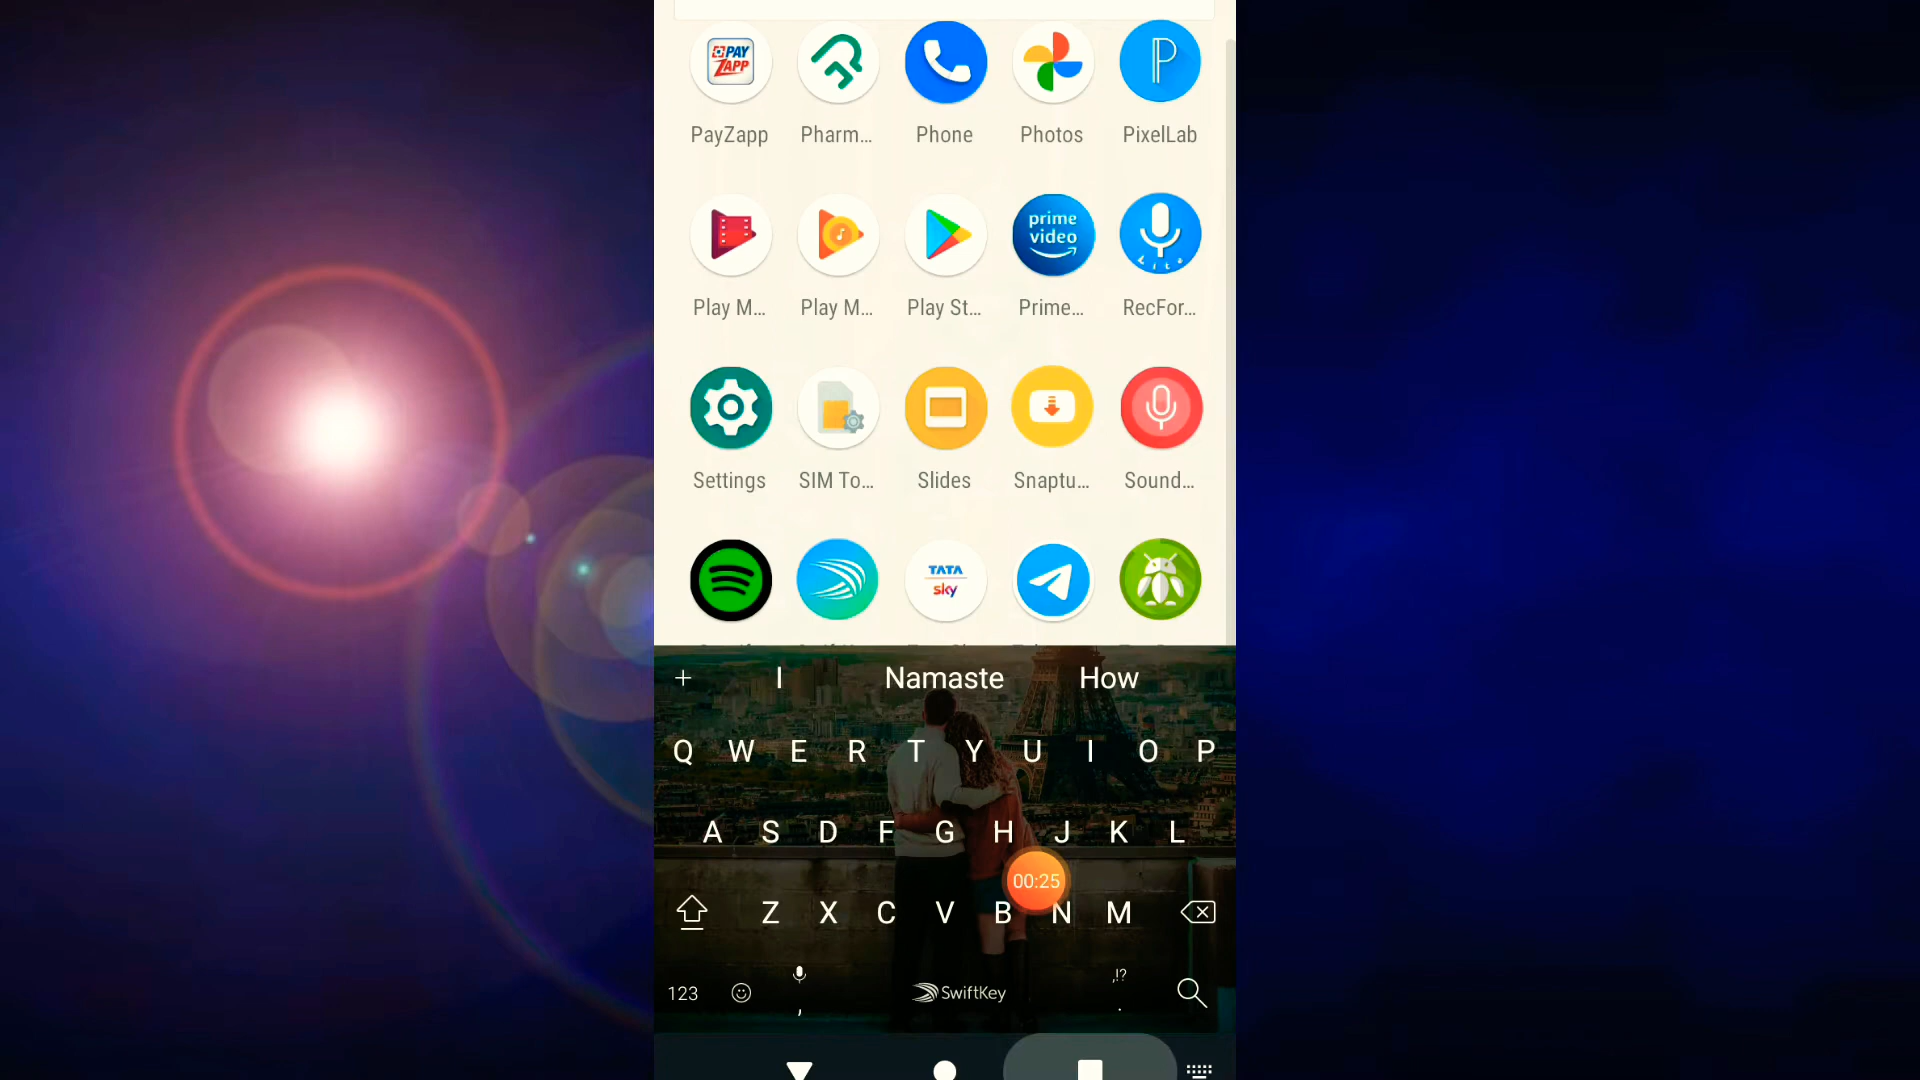 PAY ZAPP
prime video
Lite
PayZapp Pharm... Phone Photos PixelLab
Play M... Play M... Play St... Prime... RecFor...
Settings SIM To... Slides Snaptu... Sound...
TATA sky
+ I Namaste How
Q W E R T Y U I O P
A S D F G H J K L
00:25
Z X C V B N M
123 , SwiftKey ,!? .